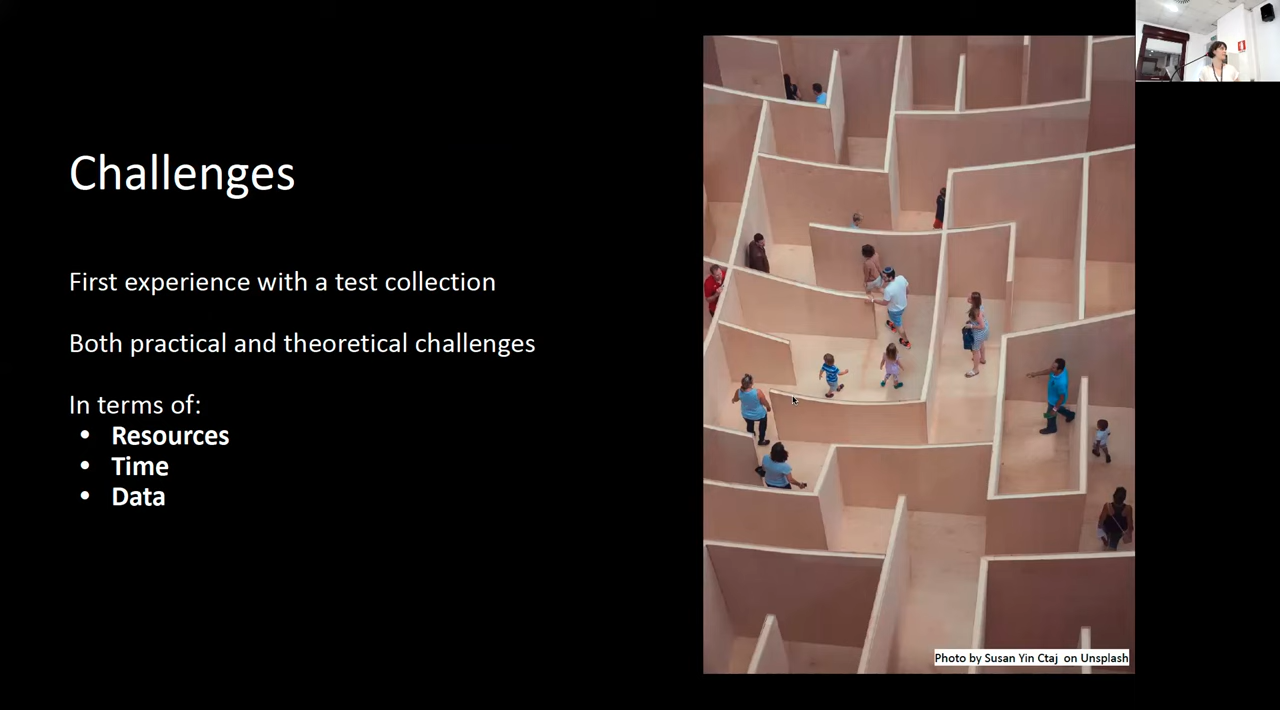 Challenges
First experience with a test collection
Both practical and theoretical challenges
In terms of:
• Resources
• Time
• Data
Photo by Susan Yin Ctaj on Unsplash